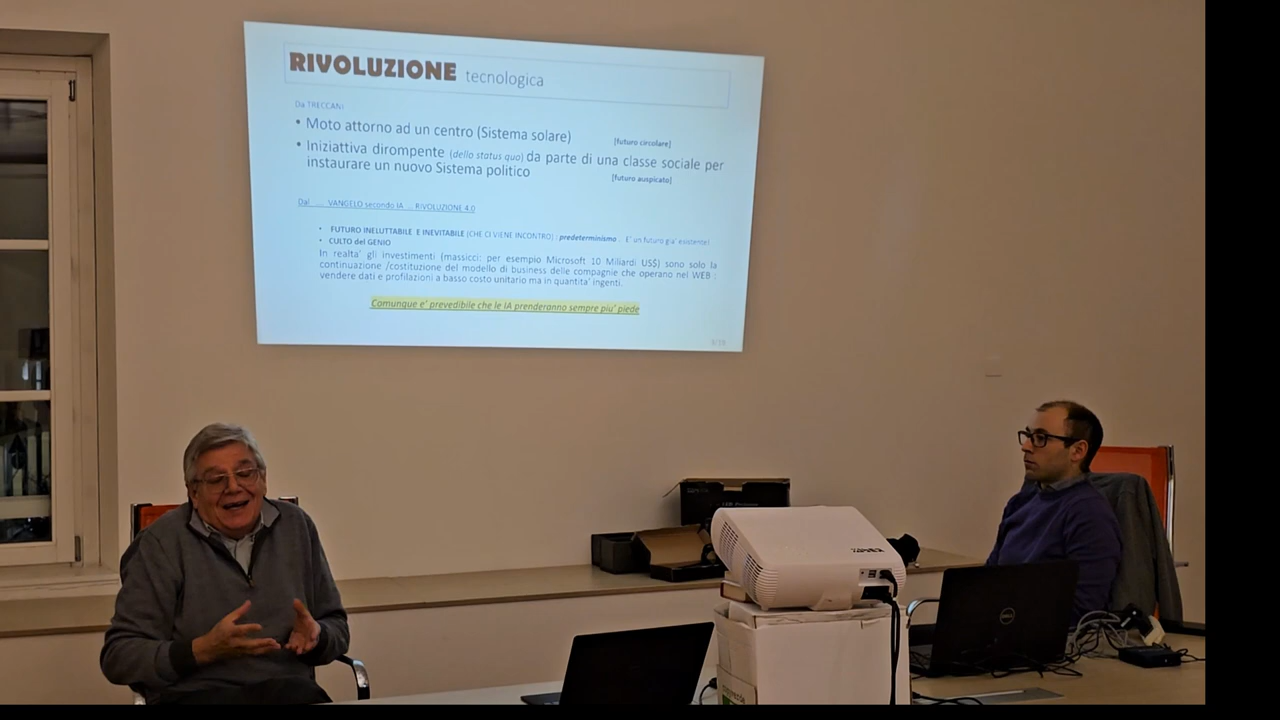 RIVOLUZIONE tecnologica
Da TRECCANI
• Moto attorno ad un centro (Sistema solare) [futuro circolare]
• Iniziattiva dirompente (dello status quo) da parte di una classe sociale per
instaurare un nuovo Sistema politico [futuro auspicato]
Dal .... VANGELO secondo IA ... RIVOLUZIONE 4.0
• FUTURO INELUTTABILE E INEVITABILE (CHE CI VIENE INCONTRO) : predeterminismo .. E' un futuro gia' esistente!
• CULTO del GENIO
In realta' gli investimenti (massicci: per esempio Microsoft 10 Miliardi US$) sono solo la
continuazione /costituzione del modello di business delle compagnie che operano nel WEB :
vendere dati e profilazioni a basso costo unitario ma in quantita' ingenti.
Comunque e' prevedibile che le IA prenderanno sempre piu' piede
DELL